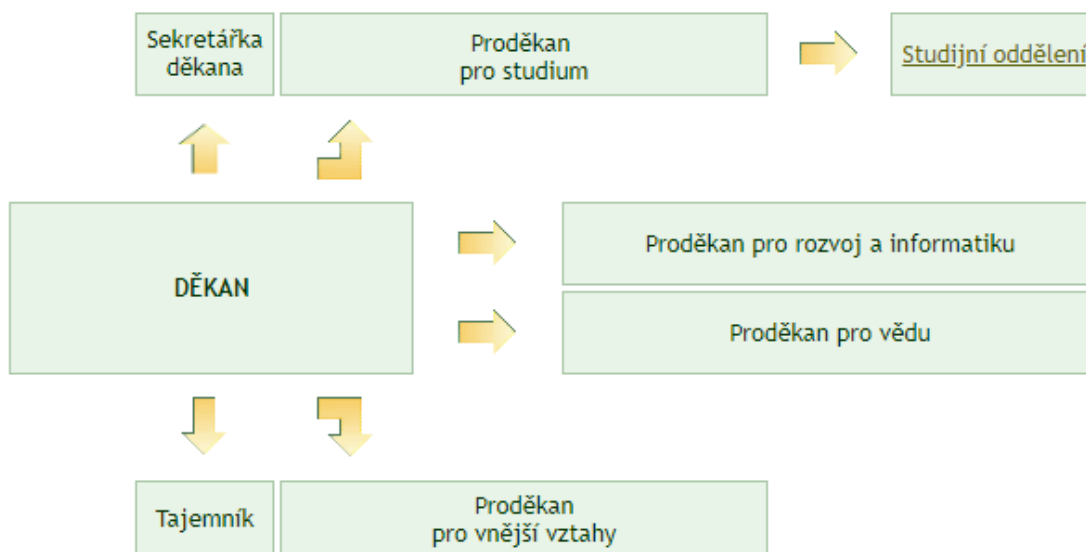 Sekretářka
děkana
Proděkan
pro studium
Studijní oddělení
DĚKAN
Proděkan pro rozvoj a informatiku
Proděkan pro vědu
Tajemník
Proděkan
pro vnější vztahy